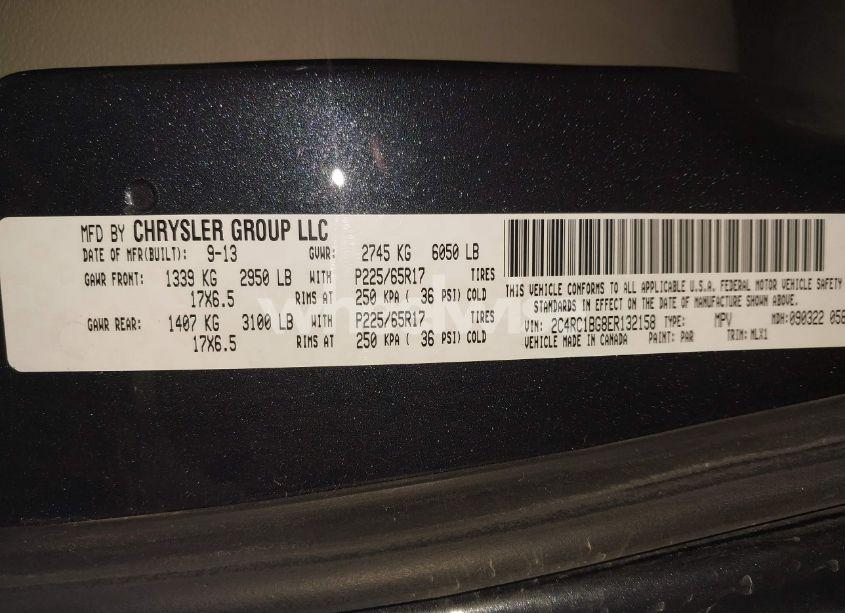 MFD BY CHRYSLER GROUP LLC
DATE OF MFR(BUILT): 9-13 GVWR: 2745 KG 6050 LB
GAWR FRONT: 1339 KG 2950 LB WITH P225/65R17 TIRES
17X6.5 RIMS AT 250 KPA ( 36 PSI) COLD
GAWR REAR: 1407 KG 3100 LB WITH P225/65R17 TIRES
17X6.5 RIMS AT 250 KPA ( 36 PSI) COLD
THIS VEHICLE CONFORMS TO ALL APPLICABLE U.S.A. FEDERAL MOTOR VEHICLE SAFETY
STANDARDS IN EFFECT ON THE DATE OF MANUFACTURE SHOWN ABOVE.
VIN: 2C4RC1BG8ER132158 TYPE: MPV MDH:090322 058
VEHICLE MADE IN CANADA PAINT: PAR TRIM: MLX1